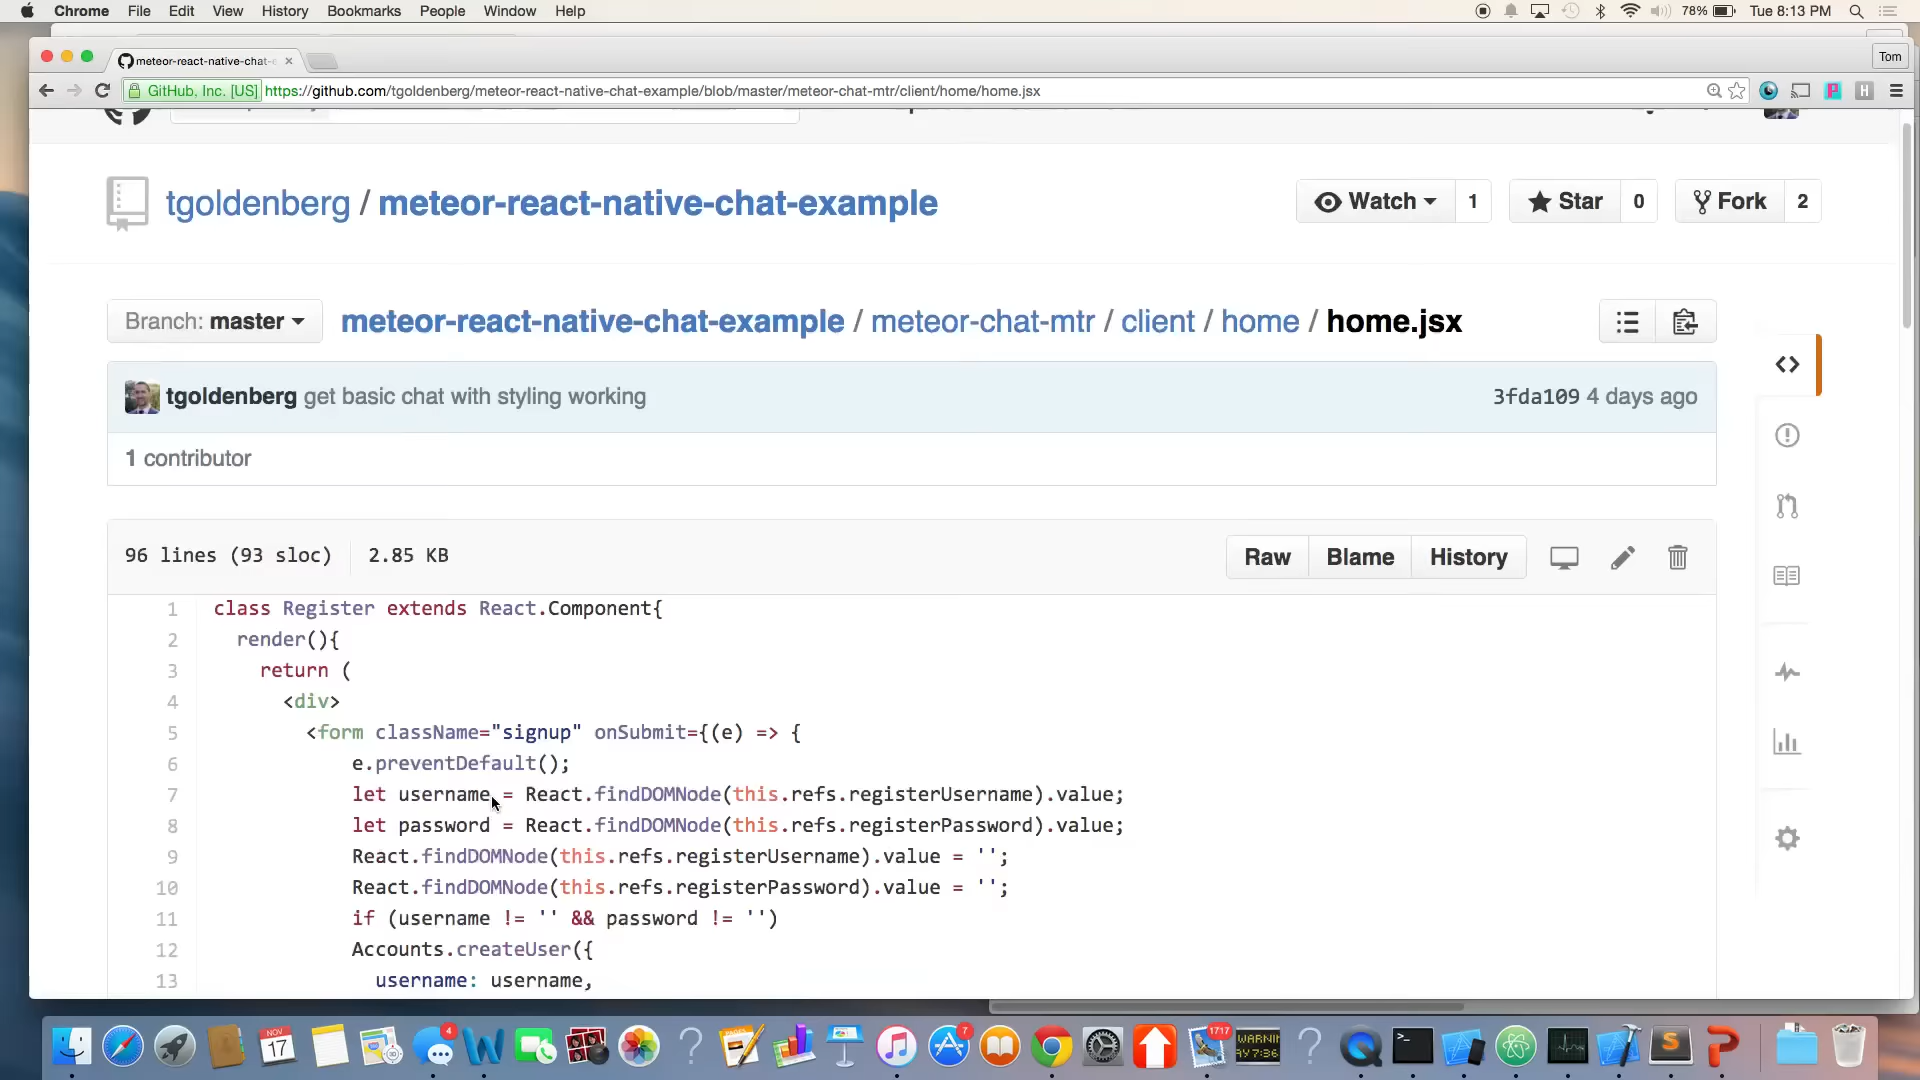 Chrome File Edit View History Bookmarks People Window Help 78% Tue 8:13 PM
meteor-react-native-chat-e Tom
GitHub, Inc. [US] https://github.com/tgoldenberg/meteor-react-native-chat-example/blob/master/meteor-chat-mtr/client/home/home.jsx
tgoldenberg / meteor-react-native-chat-example Watch 1 Star 0 Fork 2
Branch: master meteor-react-native-chat-example / meteor-chat-mtr / client / home / home.jsx
tgoldenberg get basic chat with styling working 3fda109 4 days ago
1 contributor
96 lines (93 sloc) 2.85 KB Raw Blame History
1 class Register extends React.Component{
2 render(){
3 return (
4 <div>
5 <form className="signup" onSubmit={(e) => {
6 e.preventDefault();
7 let username = React.findDOMNode(this.refs.registerUsername).value;
8 let password = React.findDOMNode(this.refs.registerPassword).value;
9 React.findDOMNode(this.refs.registerUsername).value = '';
10 React.findDOMNode(this.refs.registerPassword).value = '';
11 if (username != '' && password != '')
12 Accounts.createUser({
13 username: username,
NOV 17 4 7 1717